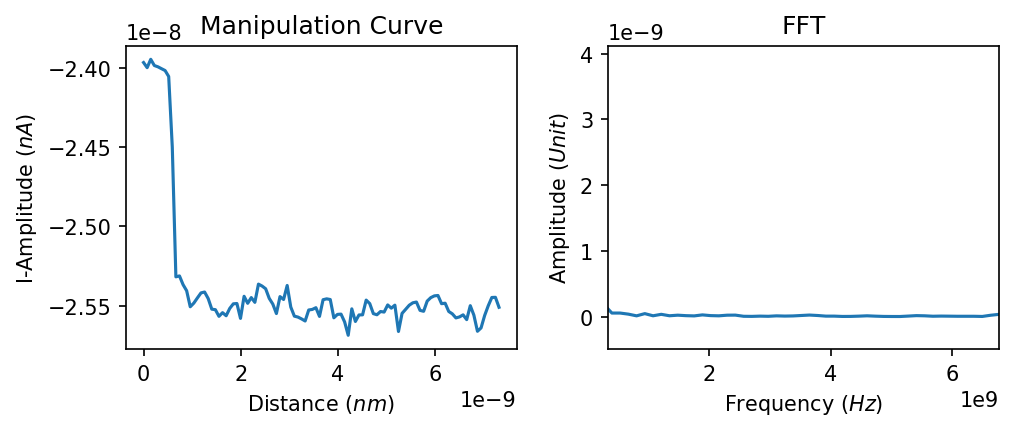 Manipulation Curve
1e−8
−2.40
−2.45
−2.50
−2.55
I-Amplitude (nA)
0 2 4 6
1e−9
Distance (nm)
FFT
1e−9
4
3
2
1
0
Amplitude (Unit)
2 4 6
1e9
Frequency (Hz)